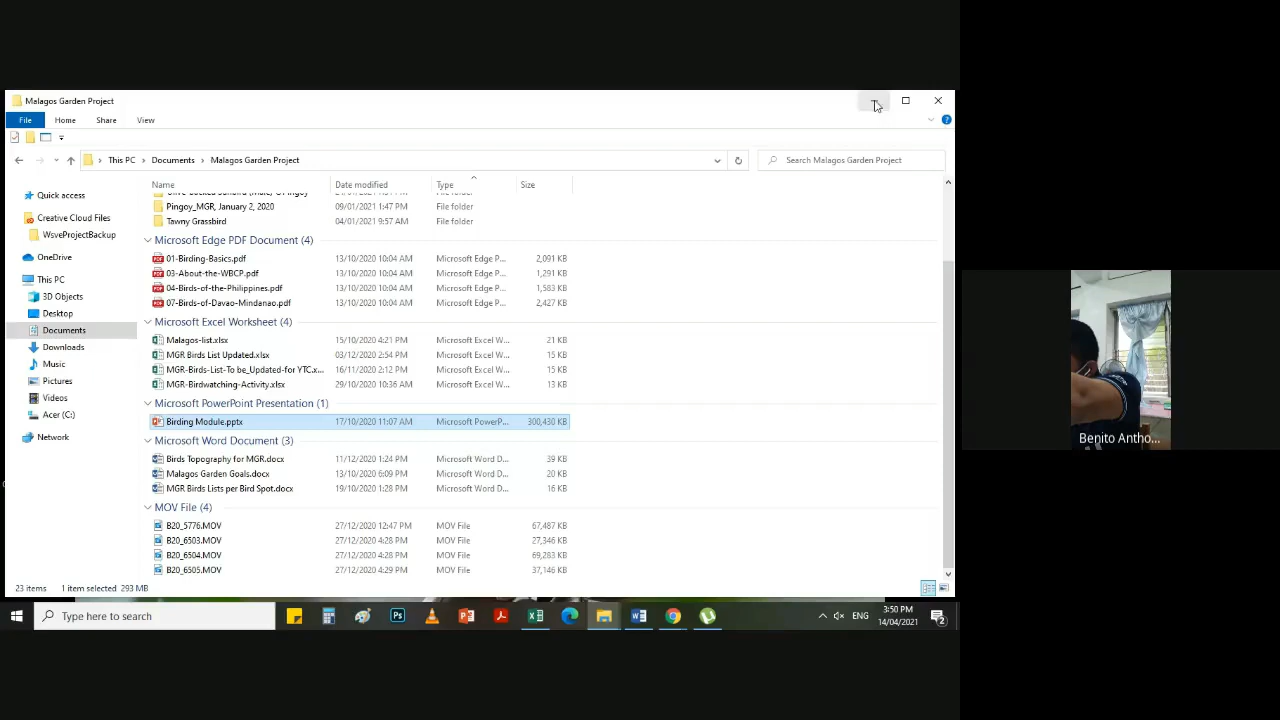 Malagos Garden Project
File Home Share View
This PC Documents Malagos Garden Project
Search Malagos Garden Project
Name Date modified Type Size
Pingoy_MGR, January 2, 2020 09/01/2021 1:47 PM File folder
Tawny Grassbird 04/01/2021 9:57 AM File folder
Microsoft Edge PDF Document (4)
01-Birding-Basics.pdf 13/10/2020 10:04 AM Microsoft Edge P... 2,091 KB
03-About-the-WBCP.pdf 13/10/2020 10:04 AM Microsoft Edge P... 1,291 KB
04-Birds-of-the-Philippines.pdf 13/10/2020 10:04 AM Microsoft Edge P... 1,583 KB
07-Birds-of-Davao-Mindanao.pdf 13/10/2020 10:04 AM Microsoft Edge P... 2,427 KB
Microsoft Excel Worksheet (4)
Malagos-list.xlsx 15/10/2020 4:21 PM Microsoft Excel W... 21 KB
MGR Birds List Updated.xlsx 03/12/2020 2:54 PM Microsoft Excel W... 15 KB
MGR-Birds-List-To be_Updated-for YTC.x... 16/11/2020 2:12 PM Microsoft Excel W... 15 KB
MGR-Birdwatching-Activity.xlsx 29/10/2020 10:36 AM Microsoft Excel W... 13 KB
Microsoft PowerPoint Presentation (1)
Birding Module.pptx 17/10/2020 11:07 AM Microsoft PowerP... 300,430 KB
Microsoft Word Document (3)
Birds Topography for MGR.docx 11/12/2020 1:24 PM Microsoft Word D... 39 KB
Malagos Garden Goals.docx 13/10/2020 6:09 PM Microsoft Word D... 20 KB
MGR Birds Lists per Bird Spot.docx 19/10/2020 1:28 PM Microsoft Word D... 16 KB
MOV File (4)
B20_5776.MOV 27/12/2020 12:47 PM MOV File 67,487 KB
B20_6503.MOV 27/12/2020 4:28 PM MOV File 27,346 KB
B20_6504.MOV 27/12/2020 4:28 PM MOV File 69,283 KB
B20_6505.MOV 27/12/2020 4:29 PM MOV File 37,146 KB
Quick access
Creative Cloud Files
WsveProjectBackup
OneDrive
This PC
3D Objects
Desktop
Documents
Downloads
Music
Pictures
Videos
Acer (C:)
Network
23 items 1 item selected 293 MB
Type here to search
ENG
3:50 PM
14/04/2021
2
Benito Antho...